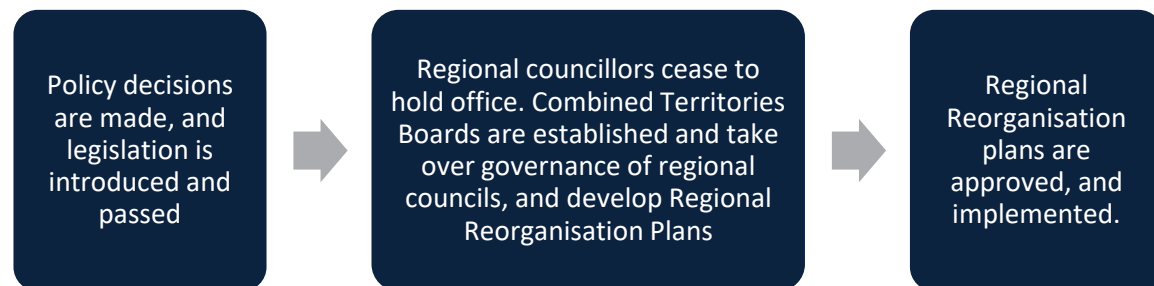 Policy decisions
are made, and
legislation is
introduced and
passed
Regional councillors cease to
hold office. Combined Territories
Boards are established and take
over governance of regional
councils, and develop Regional
Reorganisation Plans
Regional
Reorganisation
plans are
approved, and
implemented.